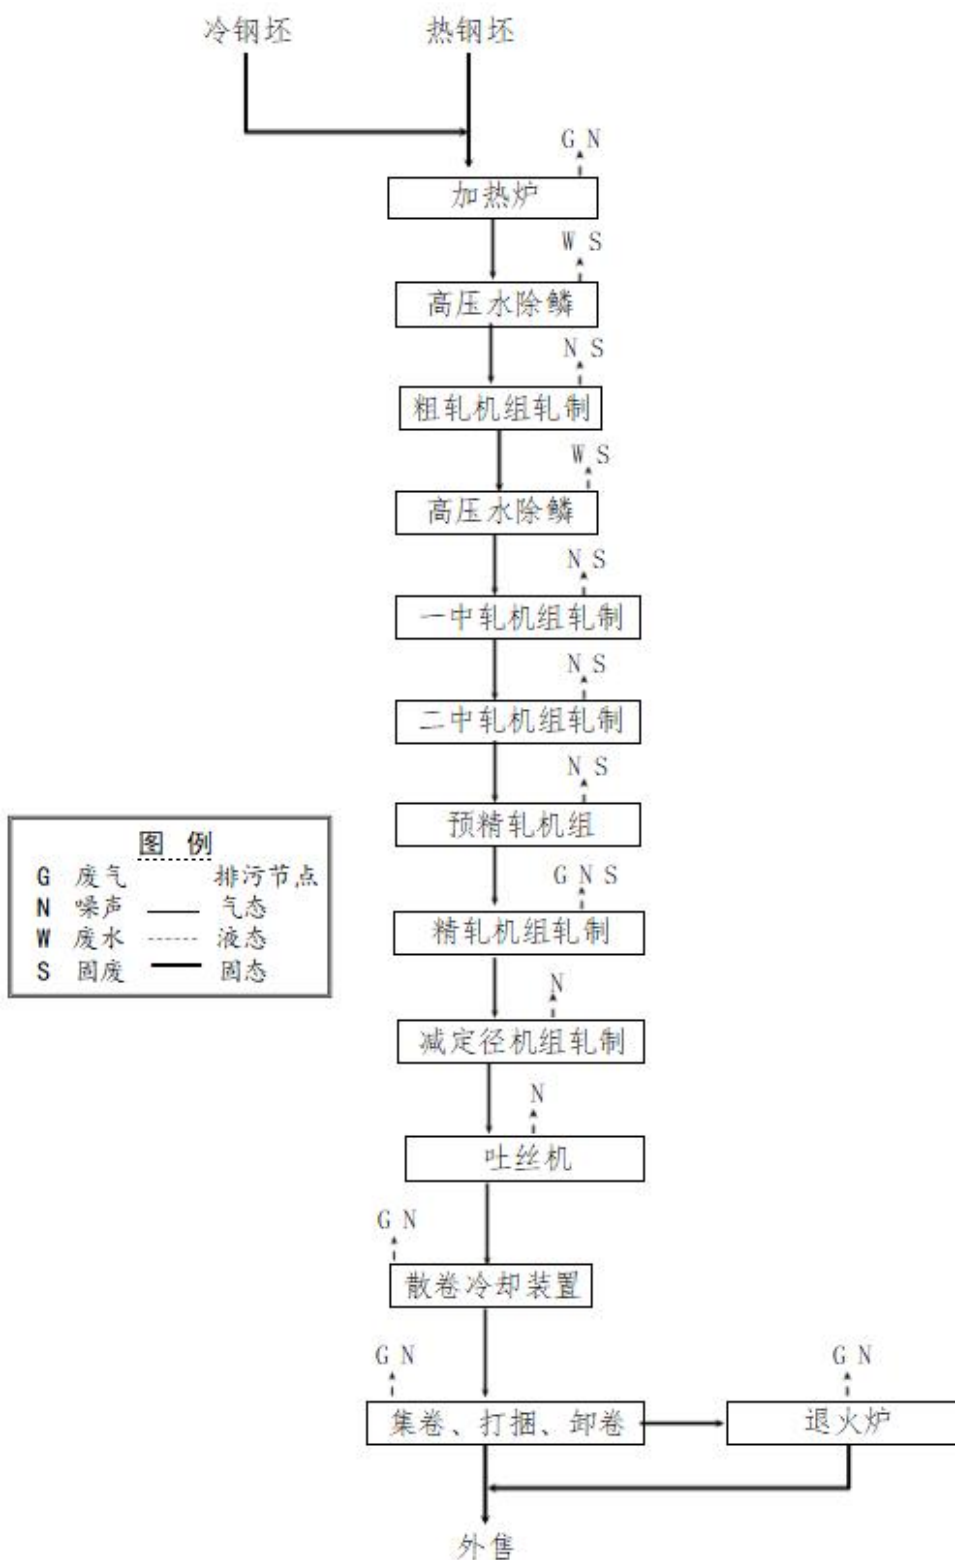 冷钢坯 热钢坯
G N
加热炉
W S
高压水除鳞
N S
粗轧机组轧制
W S
高压水除鳞
N S
一中轧机组轧制
N S
二中轧机组轧制
N S
预精轧机组
图 例
G 废气 排污节点
N 噪声 气态
W 废水 液态
S 固废 固态
G N S
精轧机组轧制
N
减定径机组轧制
N
吐丝机
G N
散卷冷却装置
G N G N
集卷、打捆、卸卷 退火炉
外售